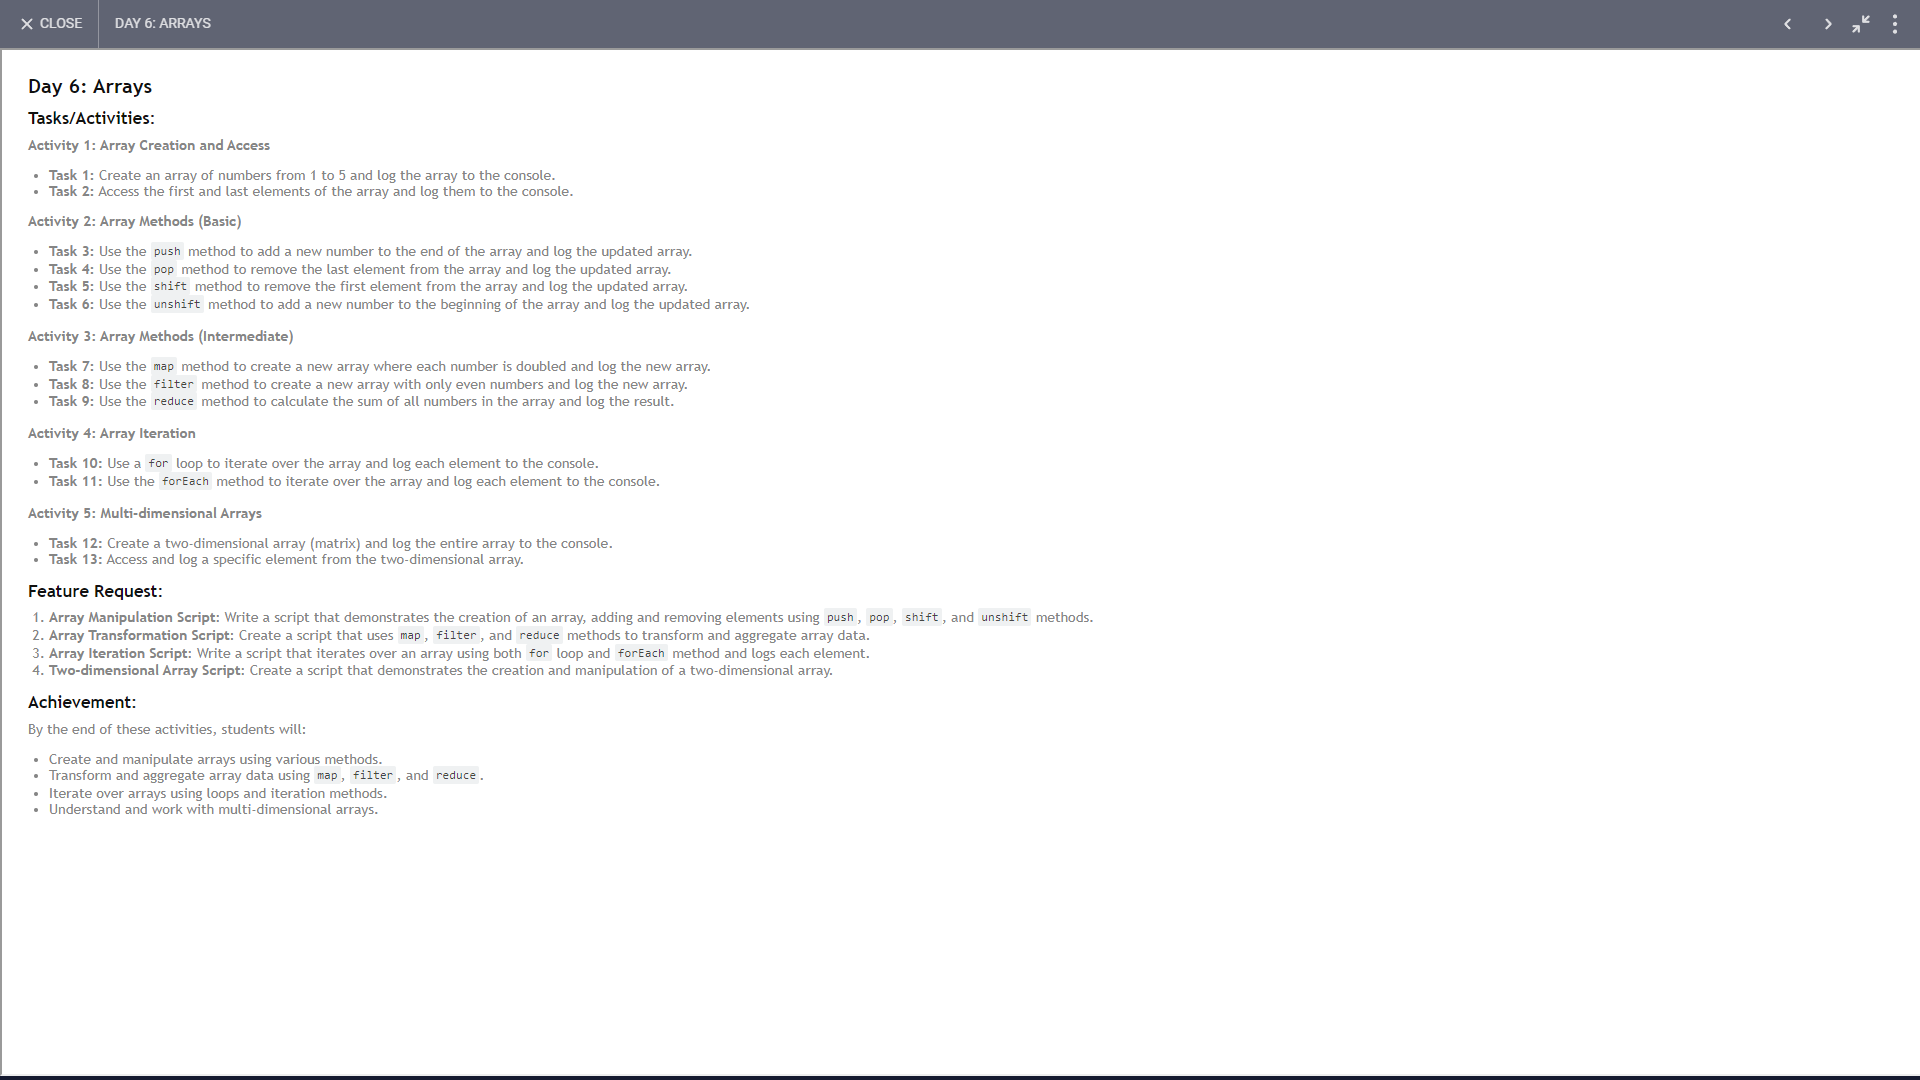 CLOSE DAY 6: ARRAYS
Day 6: Arrays
Tasks/Activities:
Activity 1: Array Creation and Access
• Task 1: Create an array of numbers from 1 to 5 and log the array to the console.
• Task 2: Access the first and last elements of the array and log them to the console.
Activity 2: Array Methods (Basic)
• Task 3: Use the push method to add a new number to the end of the array and log the updated array.
• Task 4: Use the pop method to remove the last element from the array and log the updated array.
• Task 5: Use the shift method to remove the first element from the array and log the updated array.
• Task 6: Use the unshift method to add a new number to the beginning of the array and log the updated array.
Activity 3: Array Methods (Intermediate)
• Task 7: Use the map method to create a new array where each number is doubled and log the new array.
• Task 8: Use the filter method to create a new array with only even numbers and log the new array.
• Task 9: Use the reduce method to calculate the sum of all numbers in the array and log the result.
Activity 4: Array Iteration
• Task 10: Use a for loop to iterate over the array and log each element to the console.
• Task 11: Use the forEach method to iterate over the array and log each element to the console.
Activity 5: Multi-dimensional Arrays
• Task 12: Create a two-dimensional array (matrix) and log the entire array to the console.
• Task 13: Access and log a specific element from the two-dimensional array.
Feature Request:
1. Array Manipulation Script: Write a script that demonstrates the creation of an array, adding and removing elements using push, pop, shift, and unshift methods.
2. Array Transformation Script: Create a script that uses map, filter, and reduce methods to transform and aggregate array data.
3. Array Iteration Script: Write a script that iterates over an array using both for loop and forEach method and logs each element.
4. Two-dimensional Array Script: Create a script that demonstrates the creation and manipulation of a two-dimensional array.
Achievement:
By the end of these activities, students will:
• Create and manipulate arrays using various methods.
• Transform and aggregate array data using map, filter, and reduce.
• Iterate over arrays using loops and iteration methods.
• Understand and work with multi-dimensional arrays.